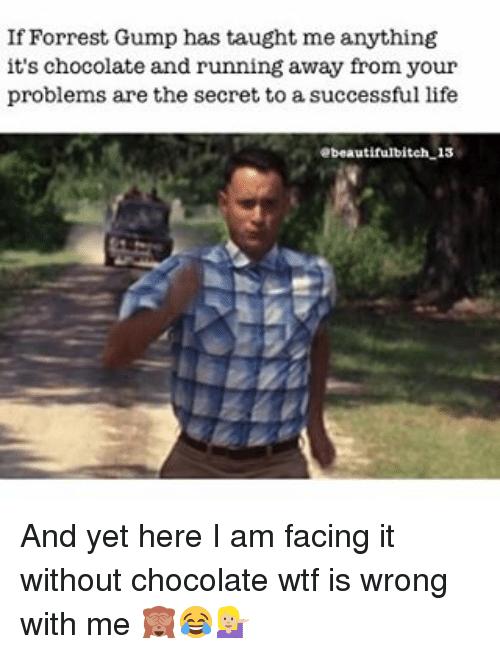 If Forrest Gump has taught me anything
it's chocolate and running away from your
problems are the secret to a successful life
@beautifulbitch_13
And yet here I am facing it
without chocolate wtf is wrong
with me 🙈😂💁🏼